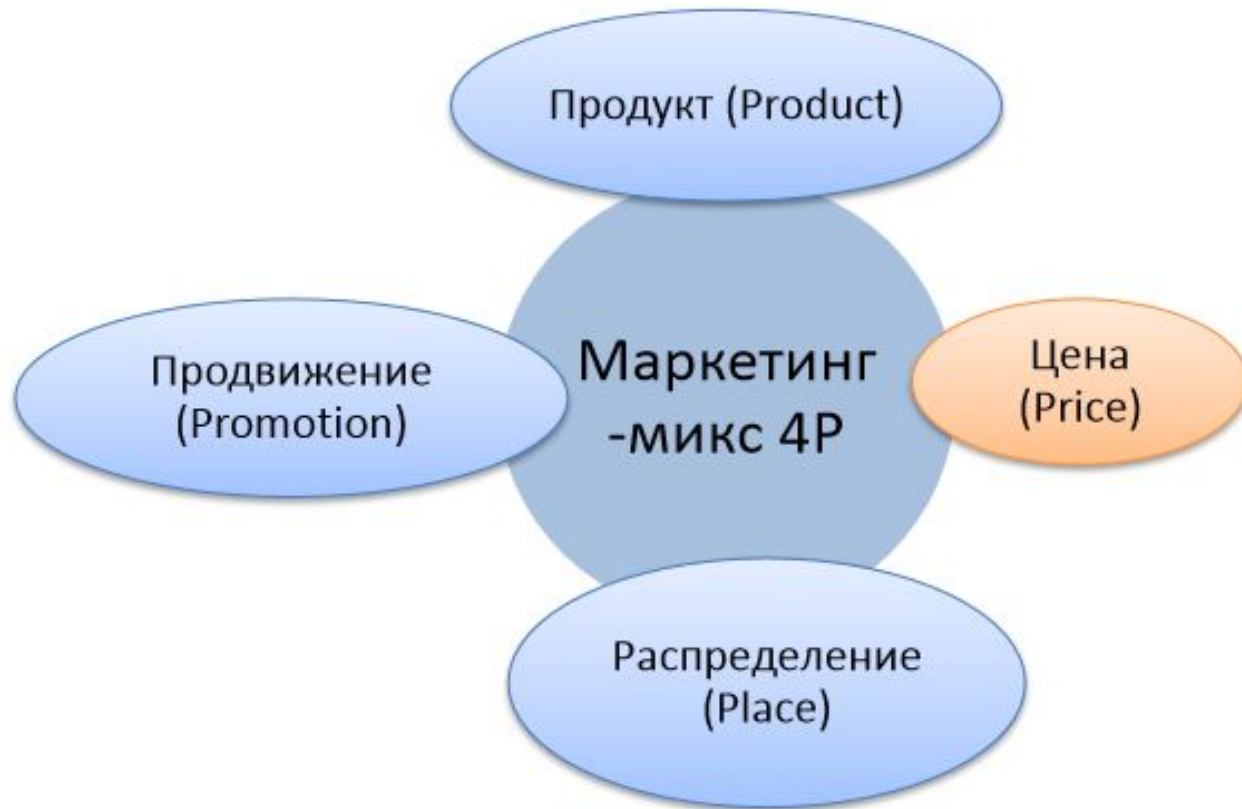 Продукт (Product)
Продвижение
(Promotion)
Маркетинг
-микс 4P
Цена
(Price)
Распределение
(Place)